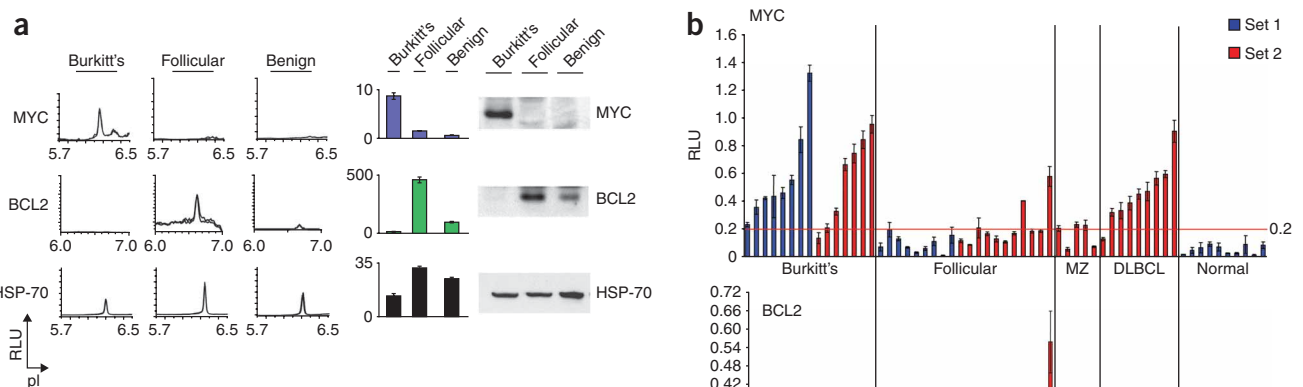 a
Burkitt's
Follicular
Benign
MYC
5.7
6.5
5.7
6.5
5.7
6.5
BCL2
6.0
7.0
6.0
7.0
6.0
7.0
HSP-70
5.7
6.5
5.7
6.5
5.7
6.5
RLU
pI
Burkitt's
Follicular
Benign
10
0
500
0
35
0
Burkitt's
Follicular
Benign
MYC
BCL2
HSP-70
b
MYC
Set 1
Set 2
RLU
1.6
1.4
1.2
1.0
0.8
0.6
0.4
0.2
0
0.2
Burkitt's
Follicular
MZ
DLBCL
Normal
BCL2
0.72
0.66
0.60
0.54
0.48
0.42